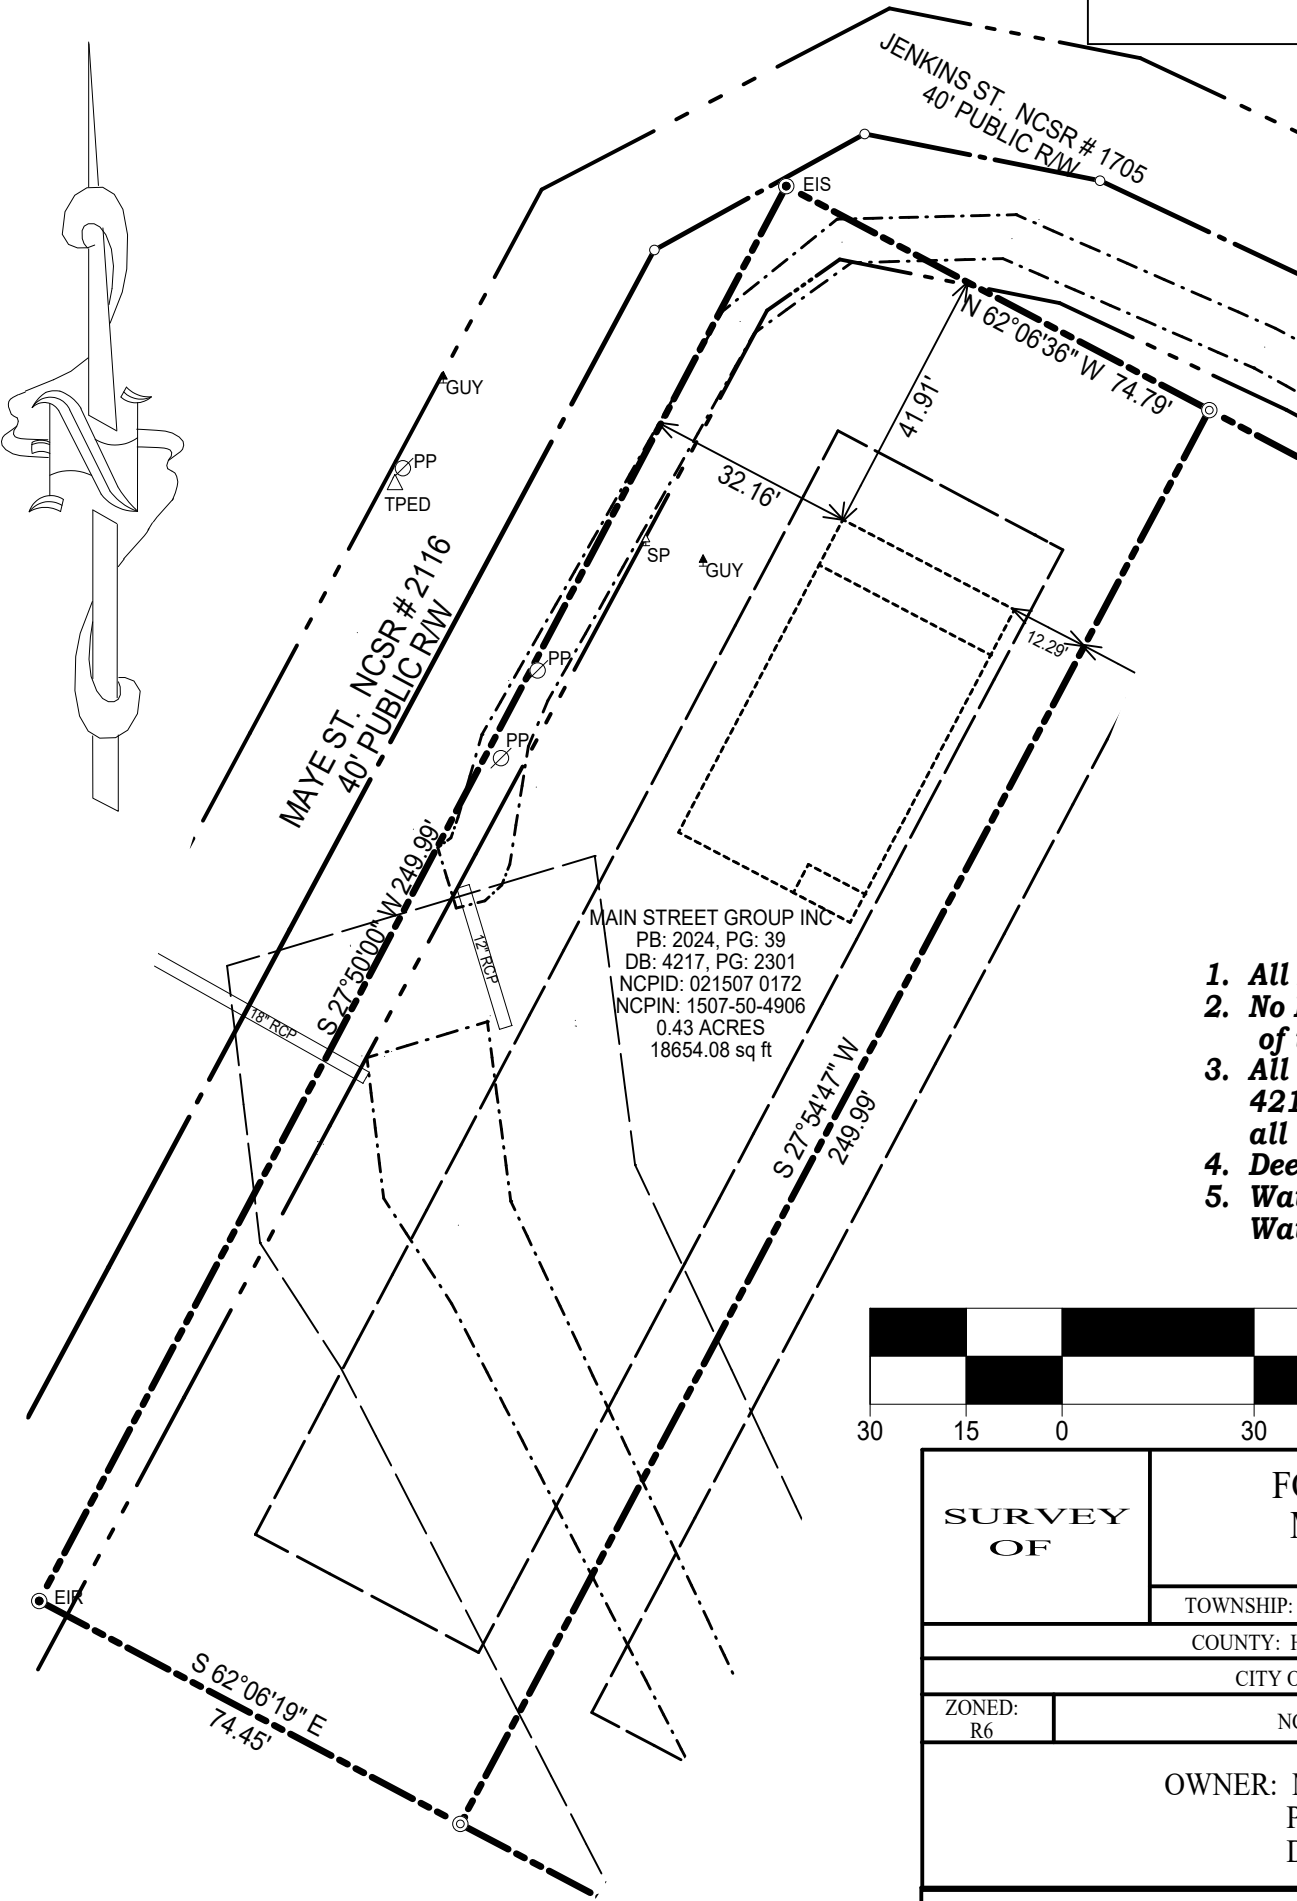 JENKINS ST. NCSR # 1705
40' PUBLIC R/W
EIS
N 62°06'36" W 74.79'
41.91'
GUY
PP
TPED
32.16'
SP
GUY
12.29'
MAYE ST. NCSR # 2116
40' PUBLIC R/W
PP
PP
S 27°50'00" W 249.99'
12" RCP
18" RCP
MAIN STREET GROUP INC
PB: 2024, PG: 39
DB: 4217, PG: 2301
NCPID: 021507 0172
NCPIN: 1507-50-4906
0.43 ACRES
18654.08 sq ft
S 27°54'47" W
249.99'
1. All
2. No
of
3. All
421
all
4. Dee
5. Wa
Wa
30 15 0 30
SURVEY
OF
FO
TOWNSHIP:
COUNTY: H
CITY O
ZONED:
R6
NC
OWNER: M
P
D
EIR
S 62°06'19" E
74.45'